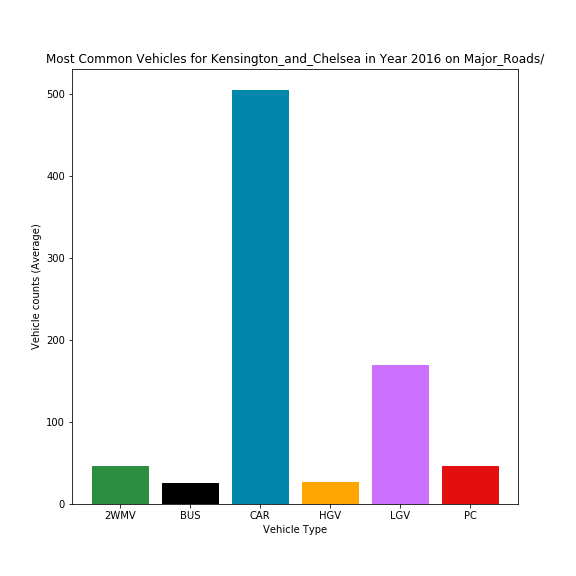 Most Common Vehicles for Kensington_and_Chelsea in Year 2016 on Major_Roads/
500
400
300
200
100
0
Vehicle counts (Average)
2WMV BUS CAR HGV LGV PC
Vehicle Type